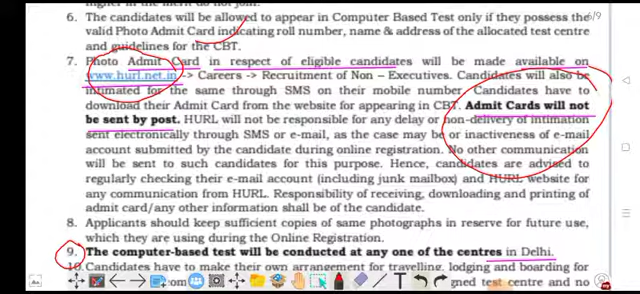 higher in the merit do not join.
6. The candidates will be allowed to appear in Computer Based Test only if they possess the
valid Photo Admit Card indicating roll number, name & address of the allocated test centre
and guidelines for the CBT.
7. Photo Admit Card in respect of eligible candidates will be made available on
www.hurl.net.in -> Careers -> Recruitment of Non – Executives. Candidates will also be
intimated for the same through SMS on their mobile number. Candidates have to
download their Admit Card from the website for appearing in CBT. Admit Cards will not
be sent by post. HURL will not be responsible for any delay or non-delivery of intimation
sent electronically through SMS or e-mail, as the case may be or inactiveness of e-mail
account submitted by the candidate during online registration. No other communication
will be sent to such candidates for this purpose. Hence, candidates are advised to
regularly checking their e-mail account (including junk mailbox) and HURL website for
any communication from HURL. Responsibility of receiving, downloading and printing of
admit card/any other information shall be of the candidate.
8. Applicants should keep sufficient copies of same photographs in reserve for future use,
which they are using during the Online Registration.
9. The computer-based test will be conducted at any one of the centres in Delhi.
10. Candidates have to make their own arrangement for travelling, lodging and boarding for
test centre and no